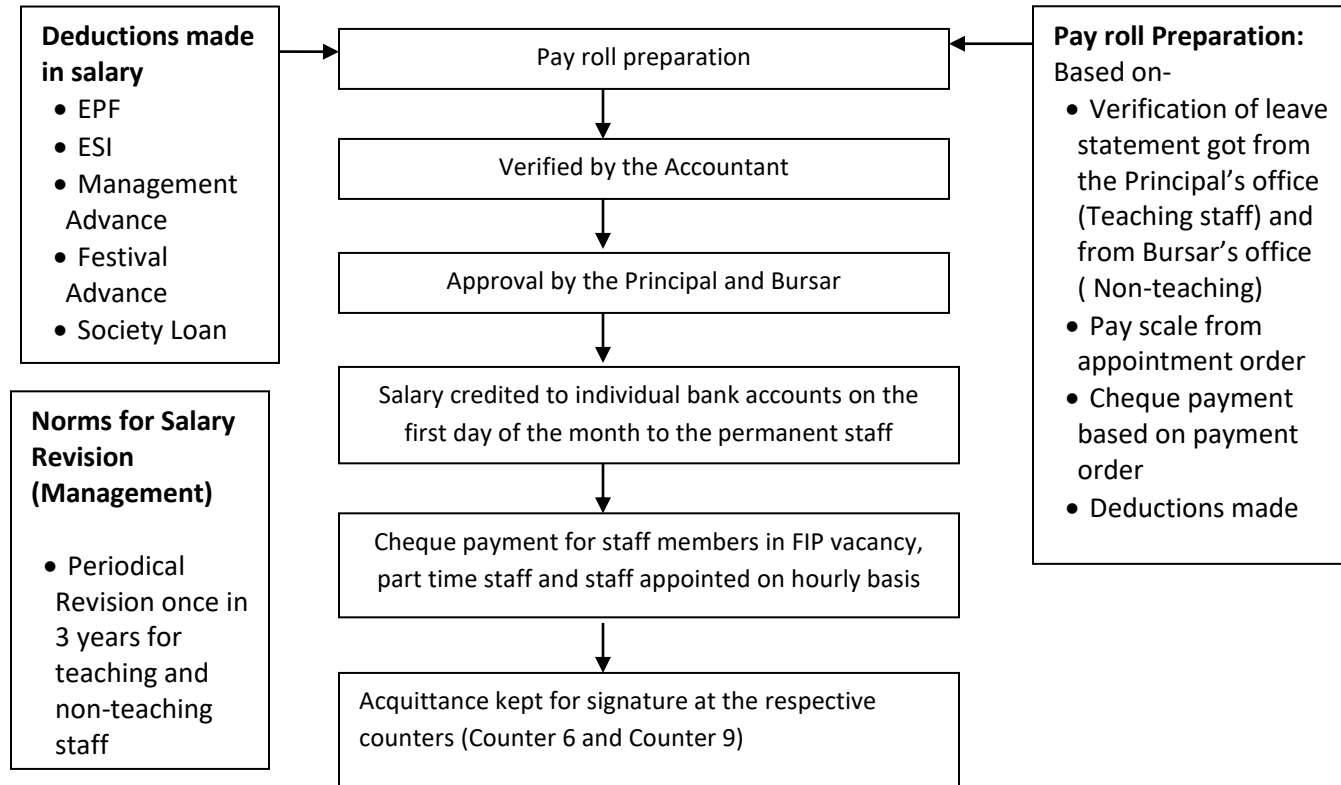 Deductions made
in salary
• EPF
• ESI
• Management
Advance
• Festival
Advance
• Society Loan
Norms for Salary
Revision
(Management)
• Periodical
Revision once in
3 years for
teaching and
non-teaching
staff
Pay roll preparation
Verified by the Accountant
Approval by the Principal and Bursar
Salary credited to individual bank accounts on the
first day of the month to the permanent staff
Cheque payment for staff members in FIP vacancy,
part time staff and staff appointed on hourly basis
Acquittance kept for signature at the respective
counters (Counter 6 and Counter 9)
Pay roll Preparation:
Based on-
• Verification of leave
statement got from
the Principal’s office
(Teaching staff) and
from Bursar’s office
( Non-teaching)
• Pay scale from
appointment order
• Cheque payment
based on payment
order
• Deductions made